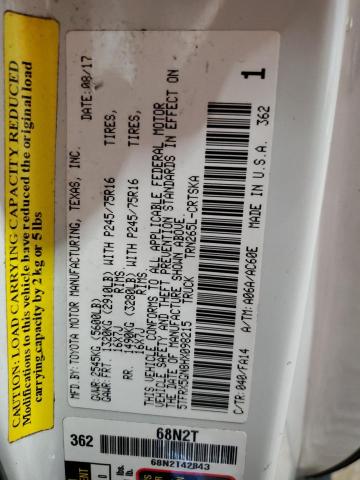 CAUTION: LOAD CARRYING CAPACITY REDUCED
Modifications to this vehicle have reduced the original load
carrying capacity by 2 kg or 5 lbs
MFD. BY: TOYOTA MOTOR MANUFACTURING, TEXAS, INC. DATE: 08/17
GVWR: 2545KG (5600LB)
GAWR: FRT. 1320KG (2910LB) WITH P245/75R16 TIRES,
16X7J RIMS.
RR. 1490KG (3280LB) WITH P245/75R16 TIRES,
16X7J RIMS.
THIS VEHICLE CONFORMS TO ALL APPLICABLE FEDERAL MOTOR
VEHICLE SAFETY AND THEFT PREVENTION STANDARDS IN EFFECT ON
THE DATE OF MANUFACTURE SHOWN ABOVE.
5TFRX5GN8HX098215 TRUCK TRN265L-CRTSKA
C/TR: 040/FA14 A/TM: A06A/AC60E MADE IN U.S.A. 362
1
362 68N2T
68N2T42843